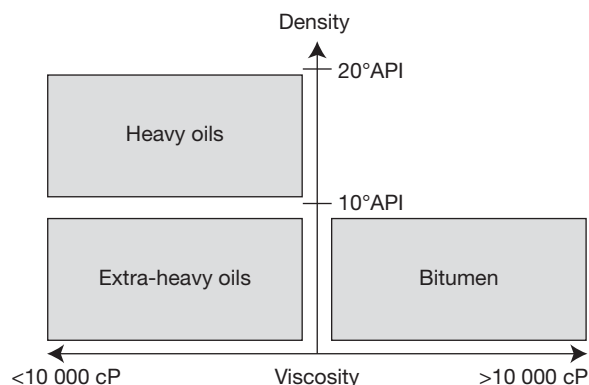 Density
20°API
Heavy oils
10°API
Extra-heavy oils
Bitumen
<10 000 cP
Viscosity
>10 000 cP